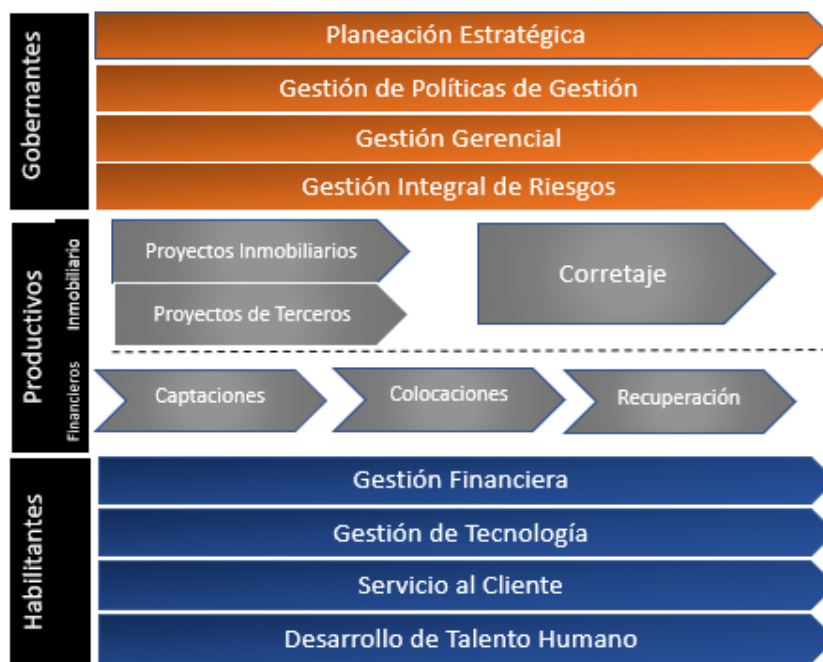 Gobernantes
Planeación Estratégica
Gestión de Políticas de Gestión
Gestión Gerencial
Gestión Integral de Riesgos
Productivos
Inmobiliario
Proyectos Inmobiliarios
Proyectos de Terceros
Corretaje
Financieros
Captaciones
Colocaciones
Recuperación
Habilitantes
Gestión Financiera
Gestión de Tecnología
Servicio al Cliente
Desarrollo de Talento Humano